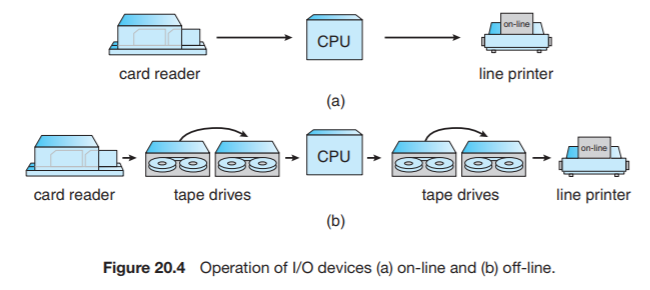 on-line
CPU
card reader
line printer
(a)
CPU
on-line
card reader
tape drives
tape drives
line printer
(b)
Figure 20.4 Operation of I/O devices (a) on-line and (b) off-line.